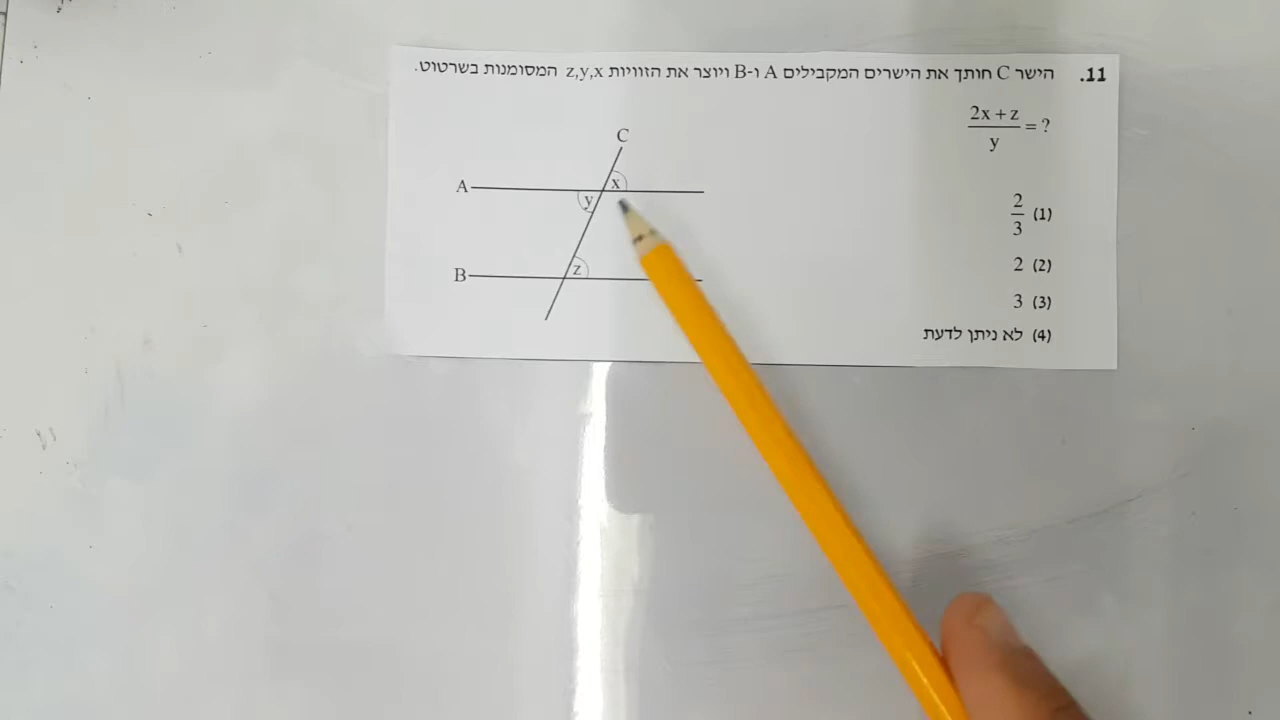 11. הישר C חותך את הישרים המקבילים A ו-B ויוצר את הזוויות z,y,x המסומנות בשרטוט.
2x+z
y
= ?
(1) 2/3
(2) 2
(3) 3
(4) לא ניתן לדעת
C
A
x
y
B
z